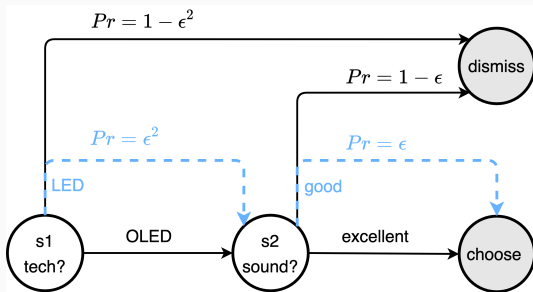 Pr = 1 − ϵ²
dismiss
Pr = 1 − ϵ
Pr = ϵ²
Pr = ϵ
LED
good
s1
tech?
OLED
s2
sound?
excellent
choose